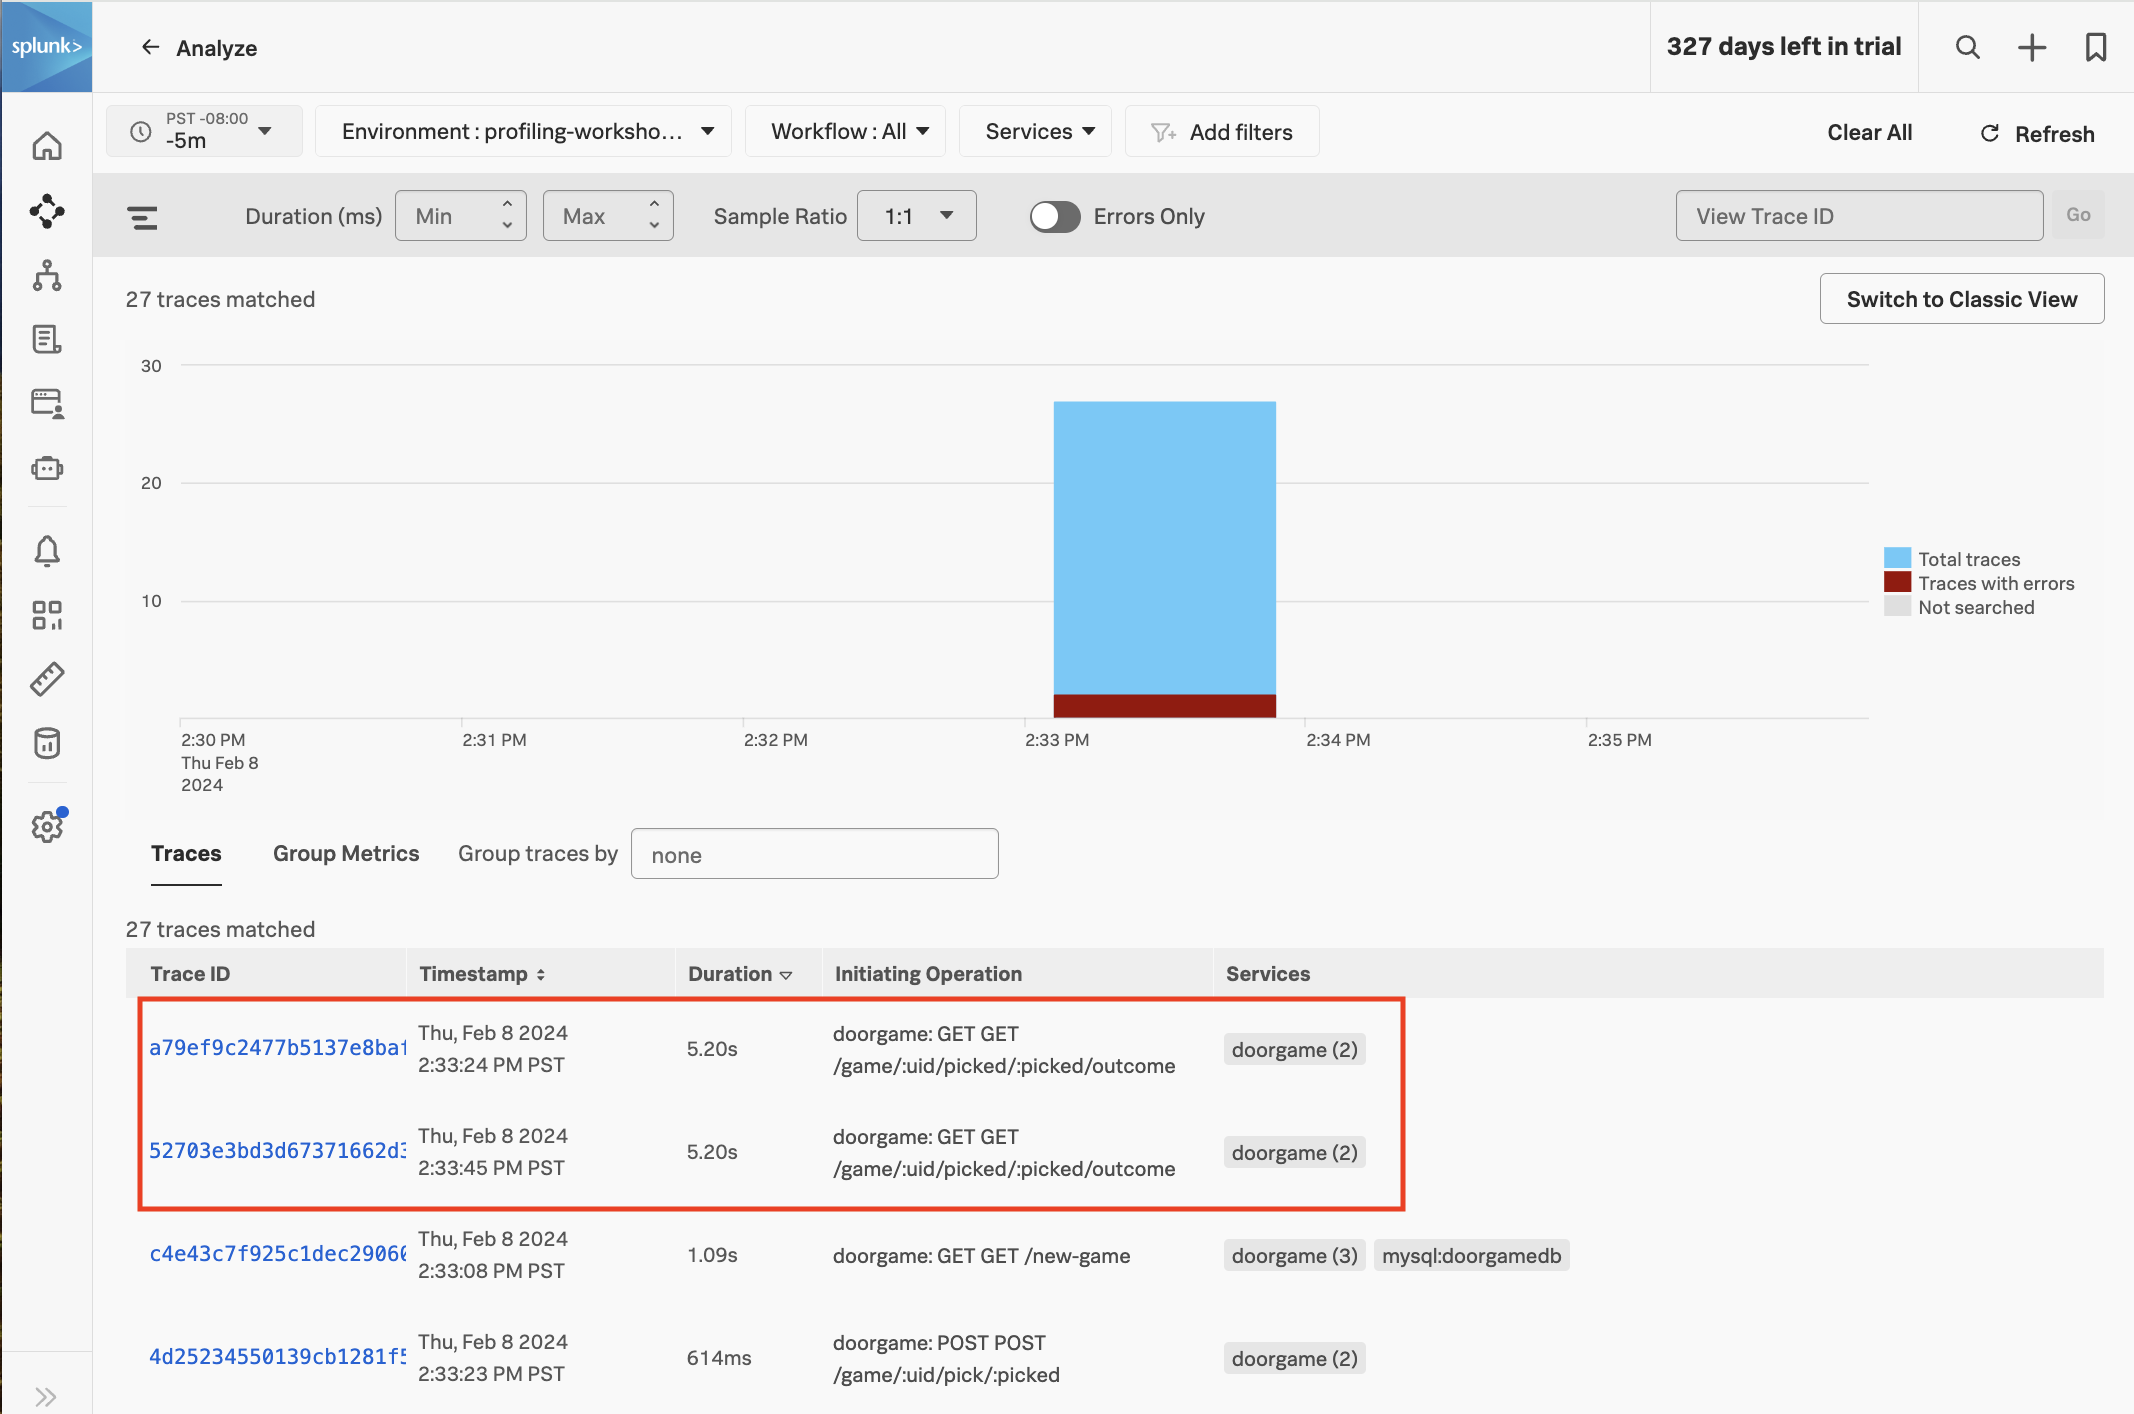 splunk>
Analyze
327 days left in trial
PST -08:00
-5m
Environment : profiling-worksho...
Workflow : All
Services
Add filters
Clear All
Refresh
Duration (ms)
Min
Max
Sample Ratio
1:1
Errors Only
View Trace ID
Go
27 traces matched
Switch to Classic View
30
20
10
2:30 PM
Thu Feb 8
2024
2:31 PM
2:32 PM
2:33 PM
2:34 PM
2:35 PM
Total traces
Traces with errors
Not searched
Traces
Group Metrics
Group traces by
none
27 traces matched
Trace ID
Timestamp
Duration
Initiating Operation
Services
a79ef9c2477b5137e8baf
Thu, Feb 8 2024
2:33:24 PM PST
5.20s
doorgame: GET GET
/game/:uid/picked/:picked/outcome
doorgame (2)
52703e3bd3d67371662d3
Thu, Feb 8 2024
2:33:45 PM PST
5.20s
doorgame: GET GET
/game/:uid/picked/:picked/outcome
doorgame (2)
c4e43c7f925c1dec29060
Thu, Feb 8 2024
2:33:08 PM PST
1.09s
doorgame: GET GET /new-game
doorgame (3)
mysql:doorgamedb
4d25234550139cb1281f5
Thu, Feb 8 2024
2:33:23 PM PST
614ms
doorgame: POST POST
/game/:uid/pick/:picked
doorgame (2)